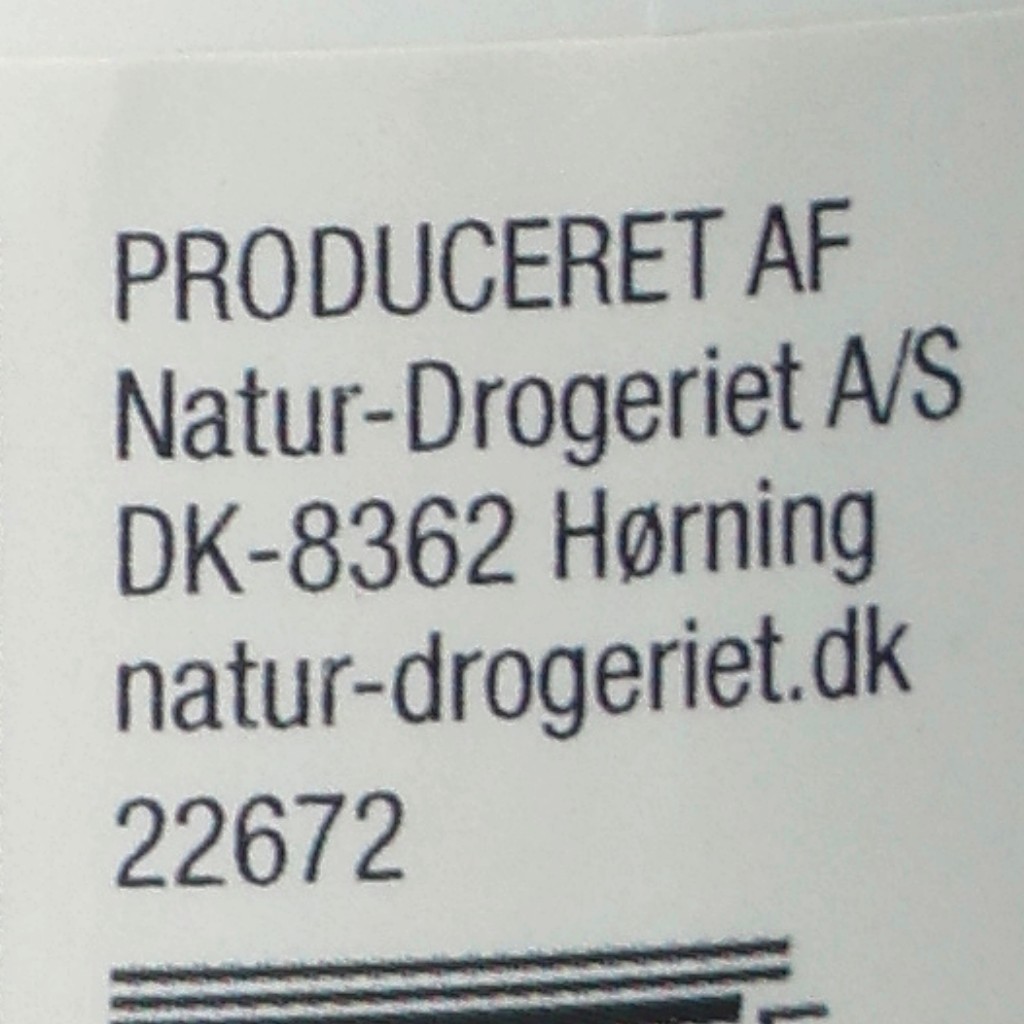 PRODUCERET AF
Natur-Drogeriet A/S
DK-8362 Hørning
natur-drogeriet.dk
22672